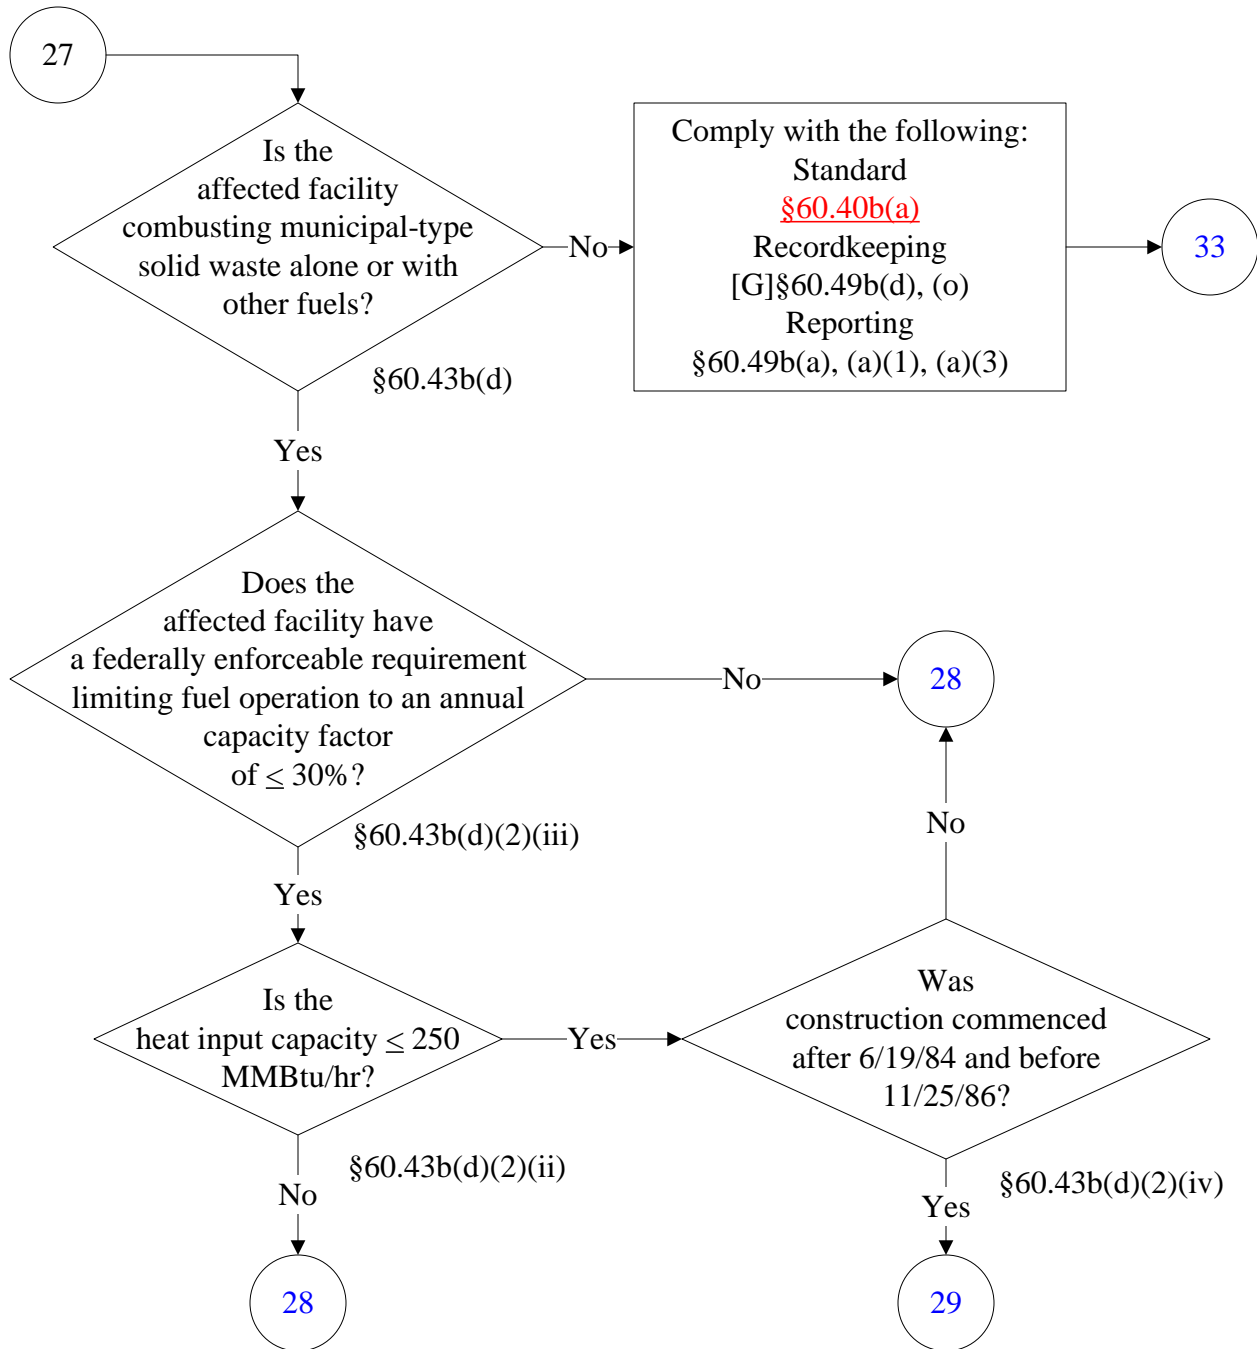 27
Is the
affected facility
combusting municipal-type
solid waste alone or with
other fuels?
No
Comply with the following:
Standard
§60.40b(a)
Recordkeeping
[G]§60.49b(d), (o)
Reporting
§60.49b(a), (a)(1), (a)(3)
33
§60.43b(d)
Yes
Does the
affected facility have
a federally enforceable requirement
limiting fuel operation to an annual
capacity factor
of ≤ 30%?
No
28
§60.43b(d)(2)(iii)
Yes
No
Is the
heat input capacity ≤ 250
MMBtu/hr?
Yes
Was
construction commenced
after 6/19/84 and before
11/25/86?
§60.43b(d)(2)(ii)
No
§60.43b(d)(2)(iv)
Yes
28
29